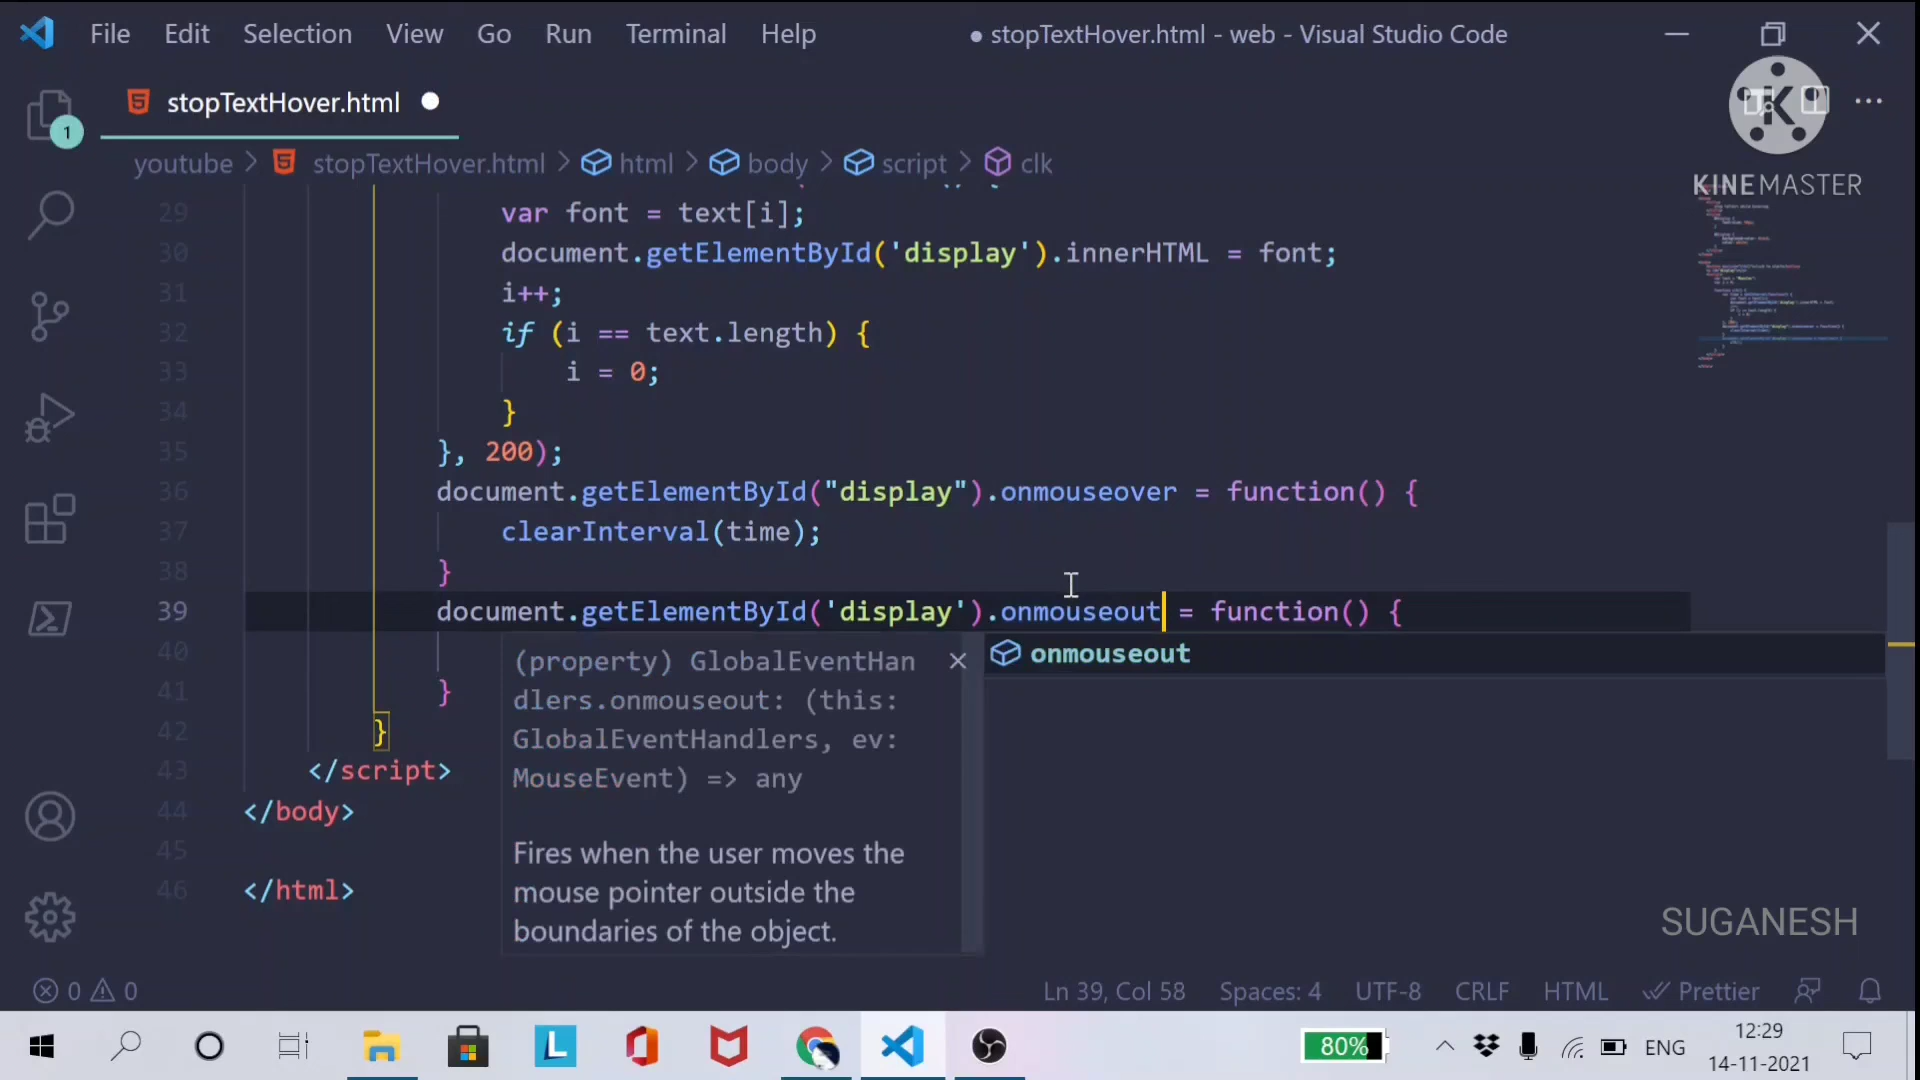 File Edit Selection View Go Run Terminal Help ● stopTextHover.html - web - Visual Studio Code
stopTextHover.html
1
KINEMASTER
youtube > stopTextHover.html > html > body > script > clk
29 var font = text[i];
30 document.getElementById('display').innerHTML = font;
31 i++;
32 if (i == text.length) {
33 i = 0;
34 }
35 }, 200);
36 document.getElementById("display").onmouseover = function() {
37 clearInterval(time);
38 }
39 document.getElementById('display').onmouseout = function() {
40
41 }
42 }
43 </script>
44 </body>
45
46 </html>
onmouseout
(property) GlobalEventHan
dlers.onmouseout: (this:
GlobalEventHandlers, ev:
MouseEvent) => any
Fires when the user moves the
mouse pointer outside the
boundaries of the object.
SUGANESH
0 0 Ln 39, Col 58 Spaces: 4 UTF-8 CRLF HTML Prettier
L 80% ENG 12:29
14-11-2021